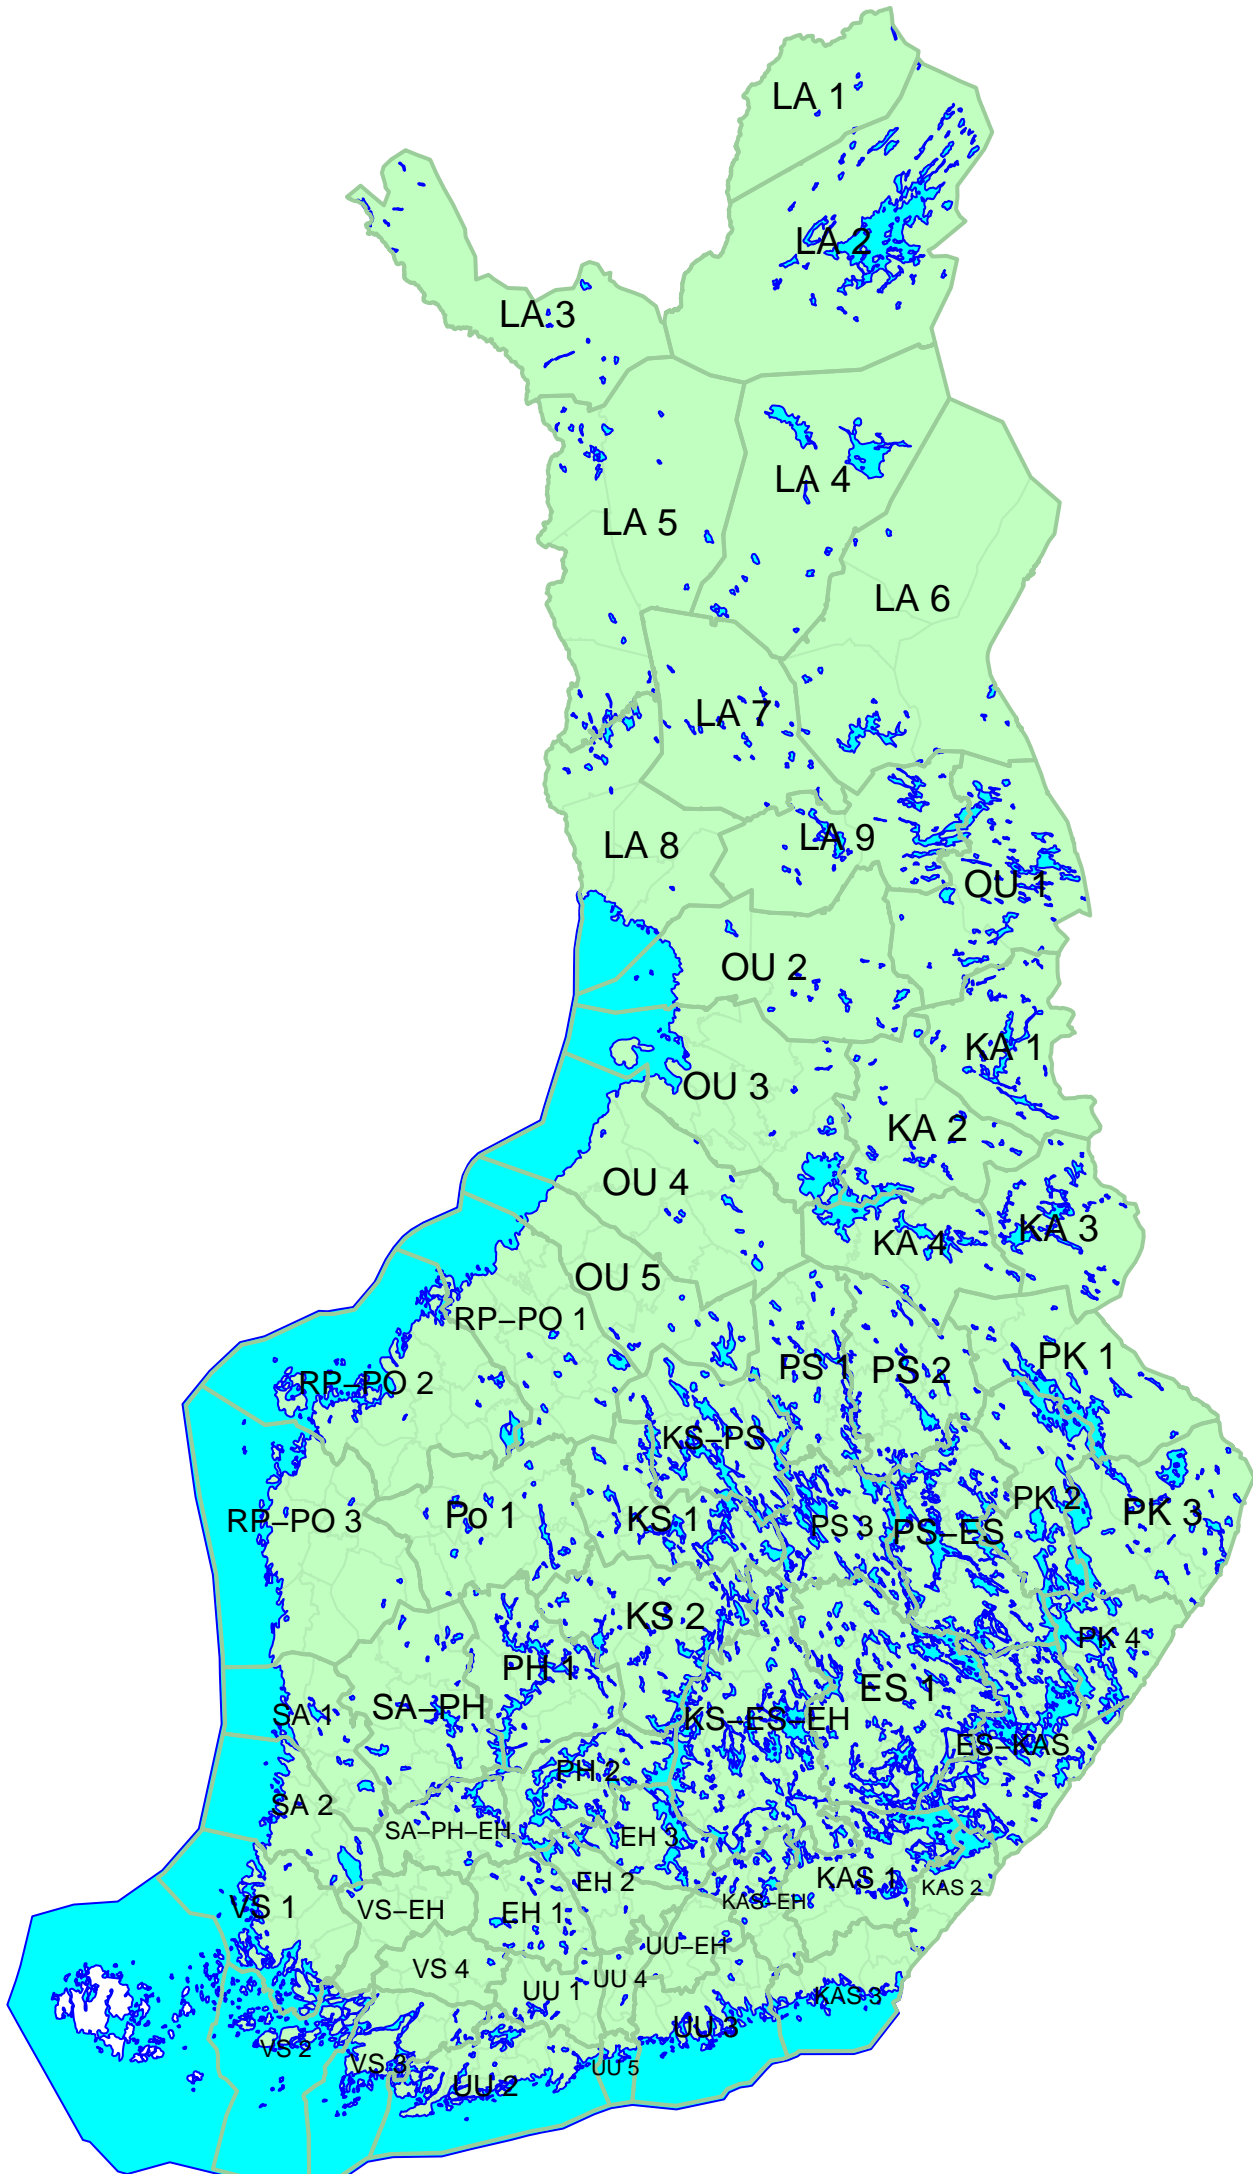 LA 1
LA 2
LA 3
LA 4
LA 5
LA 6
LA 7
LA 8
LA 9
OU 1
OU 2
KA 1
OU 3
KA 2
OU 4
KA 3
KA 4
OU 5
RP–PO 1
PK 1
PS 1
PS 2
RP–PO 2
KS–PS
PK 2
PK 3
Po 1
RP–PO 3
KS 1
PS 3
PS–ES
KS 2
PK 4
PH 1
ES 1
SA–PH
SA 1
KS–ES–EH
ES–KAS
PH 2
SA 2
SA–PH–EH
EH 3
KAS 1
EH 2
KAS 2
KAS–EH
VS 1
VS–EH
EH 1
UU–EH
VS 4
UU 4
UU 1
KAS 3
UU 3
VS 2
VS 3
UU 5
UU 2